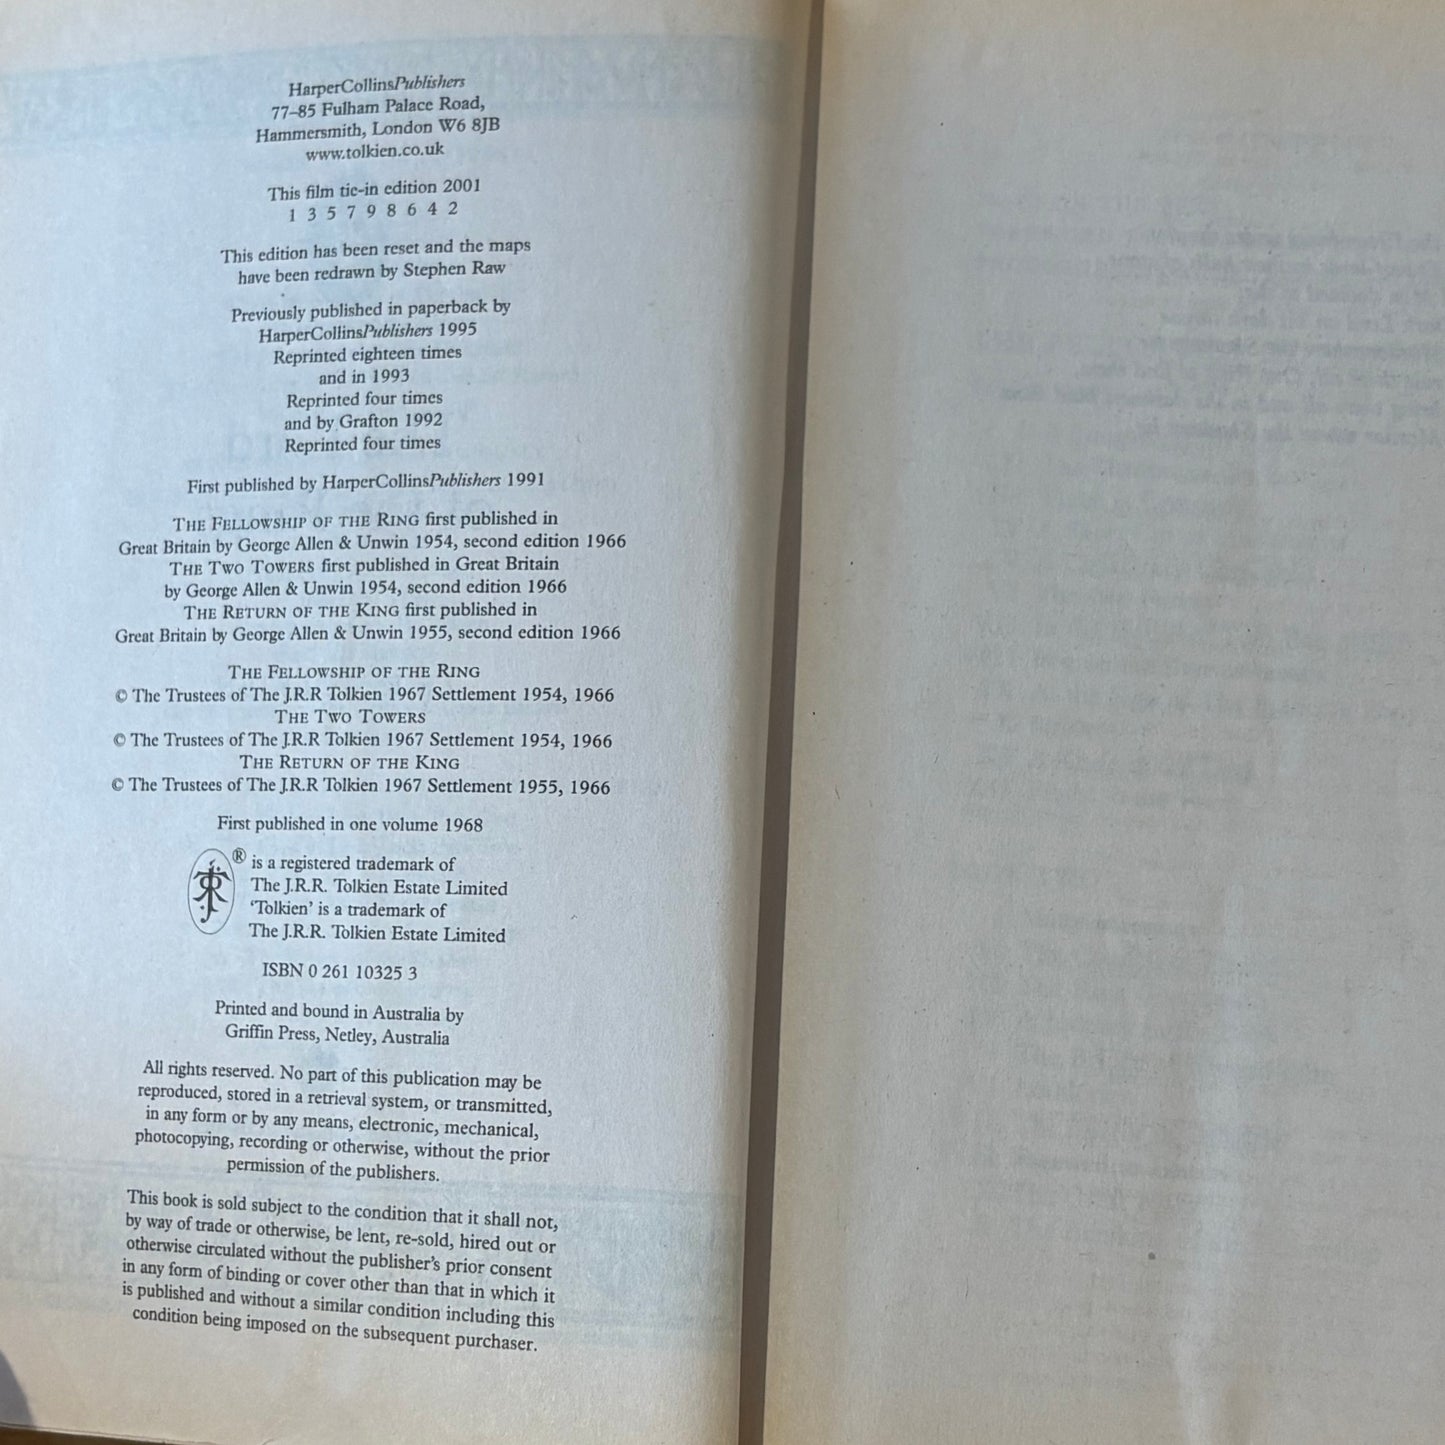 HarperCollinsPublishers
77–85 Fulham Palace Road,
Hammersmith, London W6 8JB
www.tolkien.co.uk
This film tie-in edition 2001
1 3 5 7 9 8 6 4 2
This edition has been reset and the maps
have been redrawn by Stephen Raw
Previously published in paperback by
HarperCollinsPublishers 1995
Reprinted eighteen times
and in 1993
Reprinted four times
and by Grafton 1992
Reprinted four times
First published by HarperCollinsPublishers 1991
THE FELLOWSHIP OF THE RING first published in
Great Britain by George Allen & Unwin 1954, second edition 1966
THE TWO TOWERS first published in Great Britain
by George Allen & Unwin 1954, second edition 1966
THE RETURN OF THE KING first published in
Great Britain by George Allen & Unwin 1955, second edition 1966
THE FELLOWSHIP OF THE RING
© The Trustees of The J.R.R Tolkien 1967 Settlement 1954, 1966
THE TWO TOWERS
© The Trustees of The J.R.R Tolkien 1967 Settlement 1954, 1966
THE RETURN OF THE KING
© The Trustees of The J.R.R Tolkien 1967 Settlement 1955, 1966
First published in one volume 1968
® is a registered trademark of
The J.R.R. Tolkien Estate Limited
‘Tolkien’ is a trademark of
The J.R.R. Tolkien Estate Limited
ISBN 0 261 10325 3
Printed and bound in Australia by
Griffin Press, Netley, Australia
All rights reserved. No part of this publication may be
reproduced, stored in a retrieval system, or transmitted,
in any form or by any means, electronic, mechanical,
photocopying, recording or otherwise, without the prior
permission of the publishers.
This book is sold subject to the condition that it shall not,
by way of trade or otherwise, be lent, re-sold, hired out or
otherwise circulated without the publisher’s prior consent
in any form of binding or cover other than that in which it
is published and without a similar condition including this
condition being imposed on the subsequent purchaser.